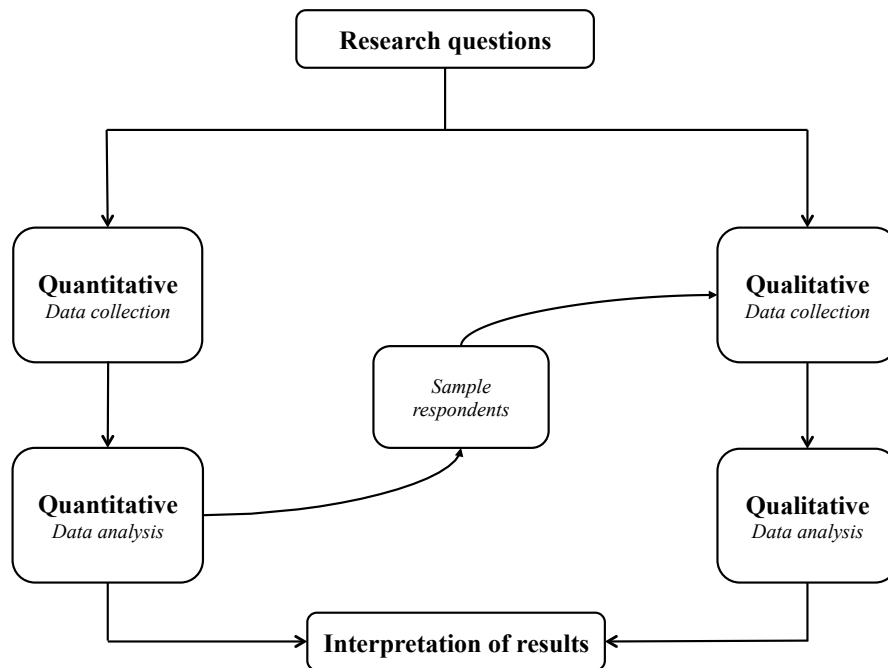 Research questions
Quantitative
Data collection
Qualitative
Data collection
Sample
respondents
Quantitative
Data analysis
Qualitative
Data analysis
Interpretation of results